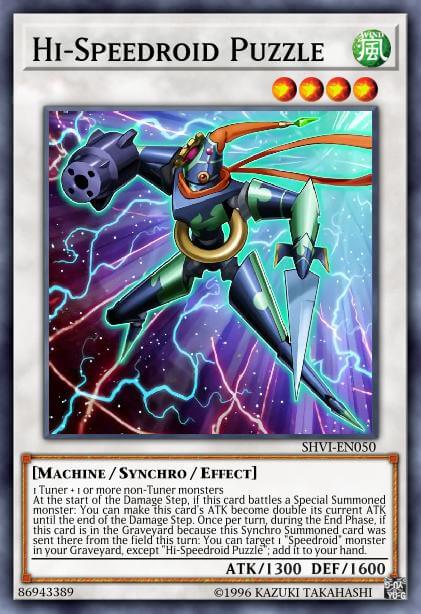 Hi-Speedroid Puzzle
WIND
風
SHVI-EN050
[Machine / Synchro / Effect]
1 Tuner + 1 or more non-Tuner monsters
At the start of the Damage Step, if this card battles a Special Summoned
monster: You can make this card's ATK become double its current ATK
until the end of the Damage Step. Once per turn, during the End Phase, if
this card is in the Graveyard because this Synchro Summoned card was
sent there from the field this turn: You can target 1 "Speedroid" monster
in your Graveyard, except "Hi-Speedroid Puzzle"; add it to your hand.
ATK/1300 DEF/1600
86943389
©1996 KAZUKI TAKAHASHI